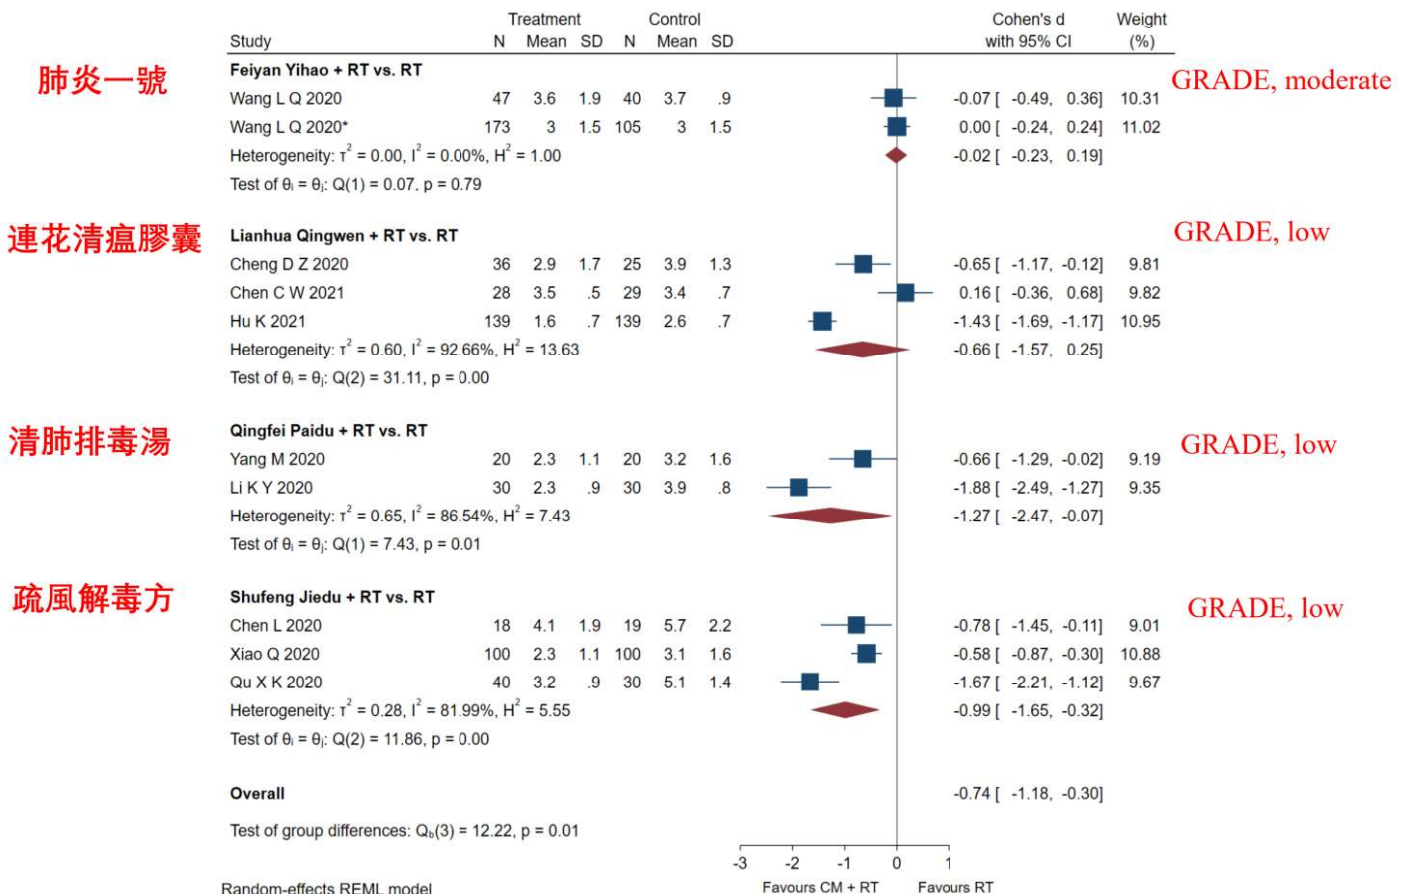 Treatment Control Cohen's d Weight
Study N Mean SD N Mean SD with 95% CI (%)
肺炎一號
Feiyan Yihao + RT vs. RT
GRADE, moderate
Wang L Q 2020 47 3.6 1.9 40 3.7 .9 -0.07 [ -0.49, 0.36] 10.31
Wang L Q 2020* 173 3 1.5 105 3 1.5 0.00 [ -0.24, 0.24] 11.02
Heterogeneity: τ² = 0.00, I² = 0.00%, H² = 1.00 -0.02 [ -0.23, 0.19]
Test of θᵢ = θⱼ: Q(1) = 0.07, p = 0.79
連花清瘟膠囊
Lianhua Qingwen + RT vs. RT
GRADE, low
Cheng D Z 2020 36 2.9 1.7 25 3.9 1.3 -0.65 [ -1.17, -0.12] 9.81
Chen C W 2021 28 3.5 .5 29 3.4 .7 0.16 [ -0.36, 0.68] 9.82
Hu K 2021 139 1.6 .7 139 2.6 .7 -1.43 [ -1.69, -1.17] 10.95
Heterogeneity: τ² = 0.60, I² = 92.66%, H² = 13.63 -0.66 [ -1.57, 0.25]
Test of θᵢ = θⱼ: Q(2) = 31.11, p = 0.00
清肺排毒湯
Qingfei Paidu + RT vs. RT
GRADE, low
Yang M 2020 20 2.3 1.1 20 3.2 1.6 -0.66 [ -1.29, -0.02] 9.19
Li K Y 2020 30 2.3 .9 30 3.9 .8 -1.88 [ -2.49, -1.27] 9.35
Heterogeneity: τ² = 0.65, I² = 86.54%, H² = 7.43 -1.27 [ -2.47, -0.07]
Test of θᵢ = θⱼ: Q(1) = 7.43, p = 0.01
疏風解毒方
Shufeng Jiedu + RT vs. RT
GRADE, low
Chen L 2020 18 4.1 1.9 19 5.7 2.2 -0.78 [ -1.45, -0.11] 9.01
Xiao Q 2020 100 2.3 1.1 100 3.1 1.6 -0.58 [ -0.87, -0.30] 10.88
Qu X K 2020 40 3.2 .9 30 5.1 1.4 -1.67 [ -2.21, -1.12] 9.67
Heterogeneity: τ² = 0.28, I² = 81.99%, H² = 5.55 -0.99 [ -1.65, -0.32]
Test of θᵢ = θⱼ: Q(2) = 11.86, p = 0.00
Overall -0.74 [ -1.18, -0.30]
Test of group differences: Q_b(3) = 12.22, p = 0.01
-3 -2 -1 0 1
Random-effects REML model Favours CM + RT Favours RT